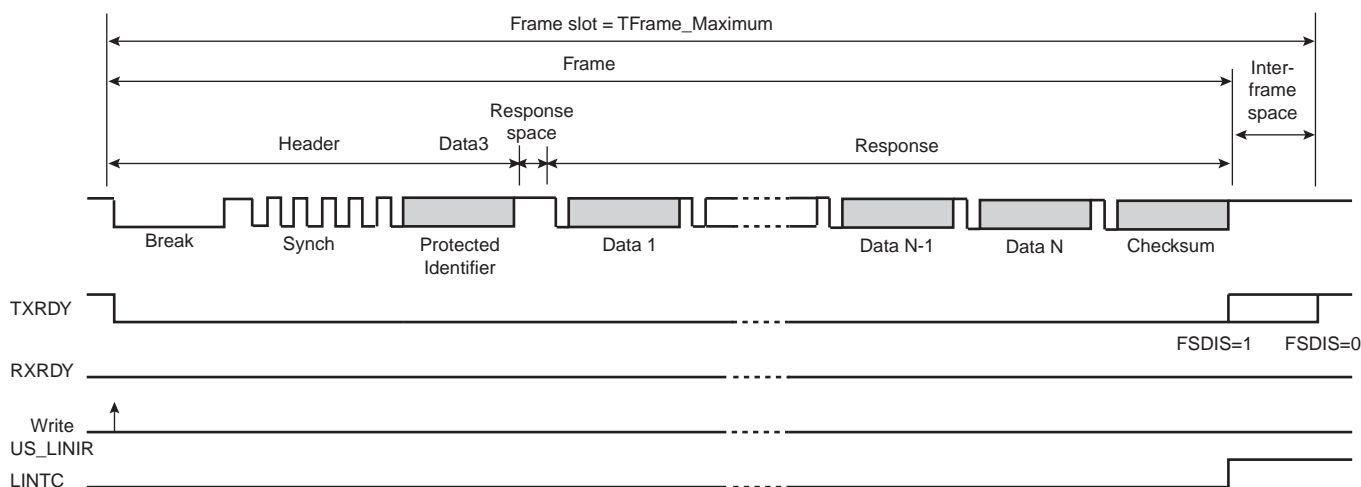 Frame slot = TFrame_Maximum
Frame
Inter-
frame
space
Response
space
Header
Data3
Response
Break
Synch
Protected
Identifier
Data 1
Data N-1
Data N
Checksum
TXRDY
FSDIS=1
FSDIS=0
RXRDY
Write
US_LINIR
LINTC